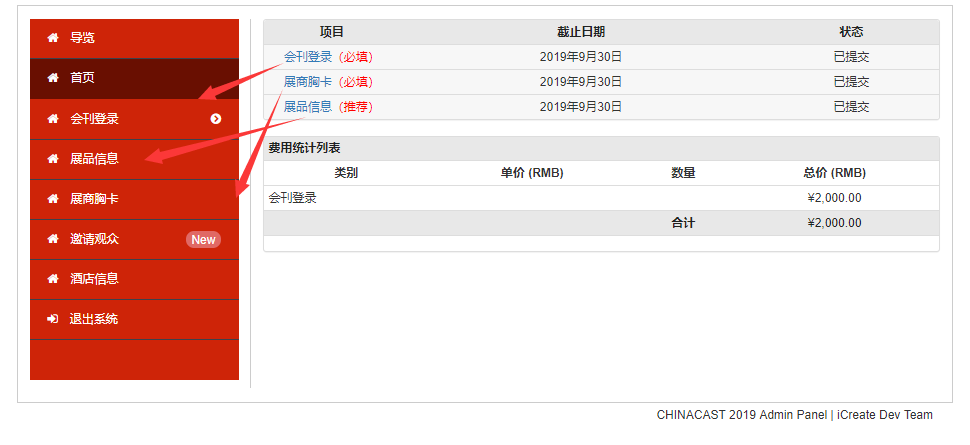 导览
首页
会刊登录
展品信息
展商胸卡
邀请观众 New
酒店信息
退出系统
项目 截止日期 状态
会刊登录（必填） 2019年9月30日 已提交
展商胸卡（必填） 2019年9月30日 已提交
展品信息（推荐） 2019年9月30日 已提交
费用统计列表
类别 单价 (RMB) 数量 总价 (RMB)
会刊登录 ¥2,000.00
合计 ¥2,000.00
CHINACAST 2019 Admin Panel | iCreate Dev Team